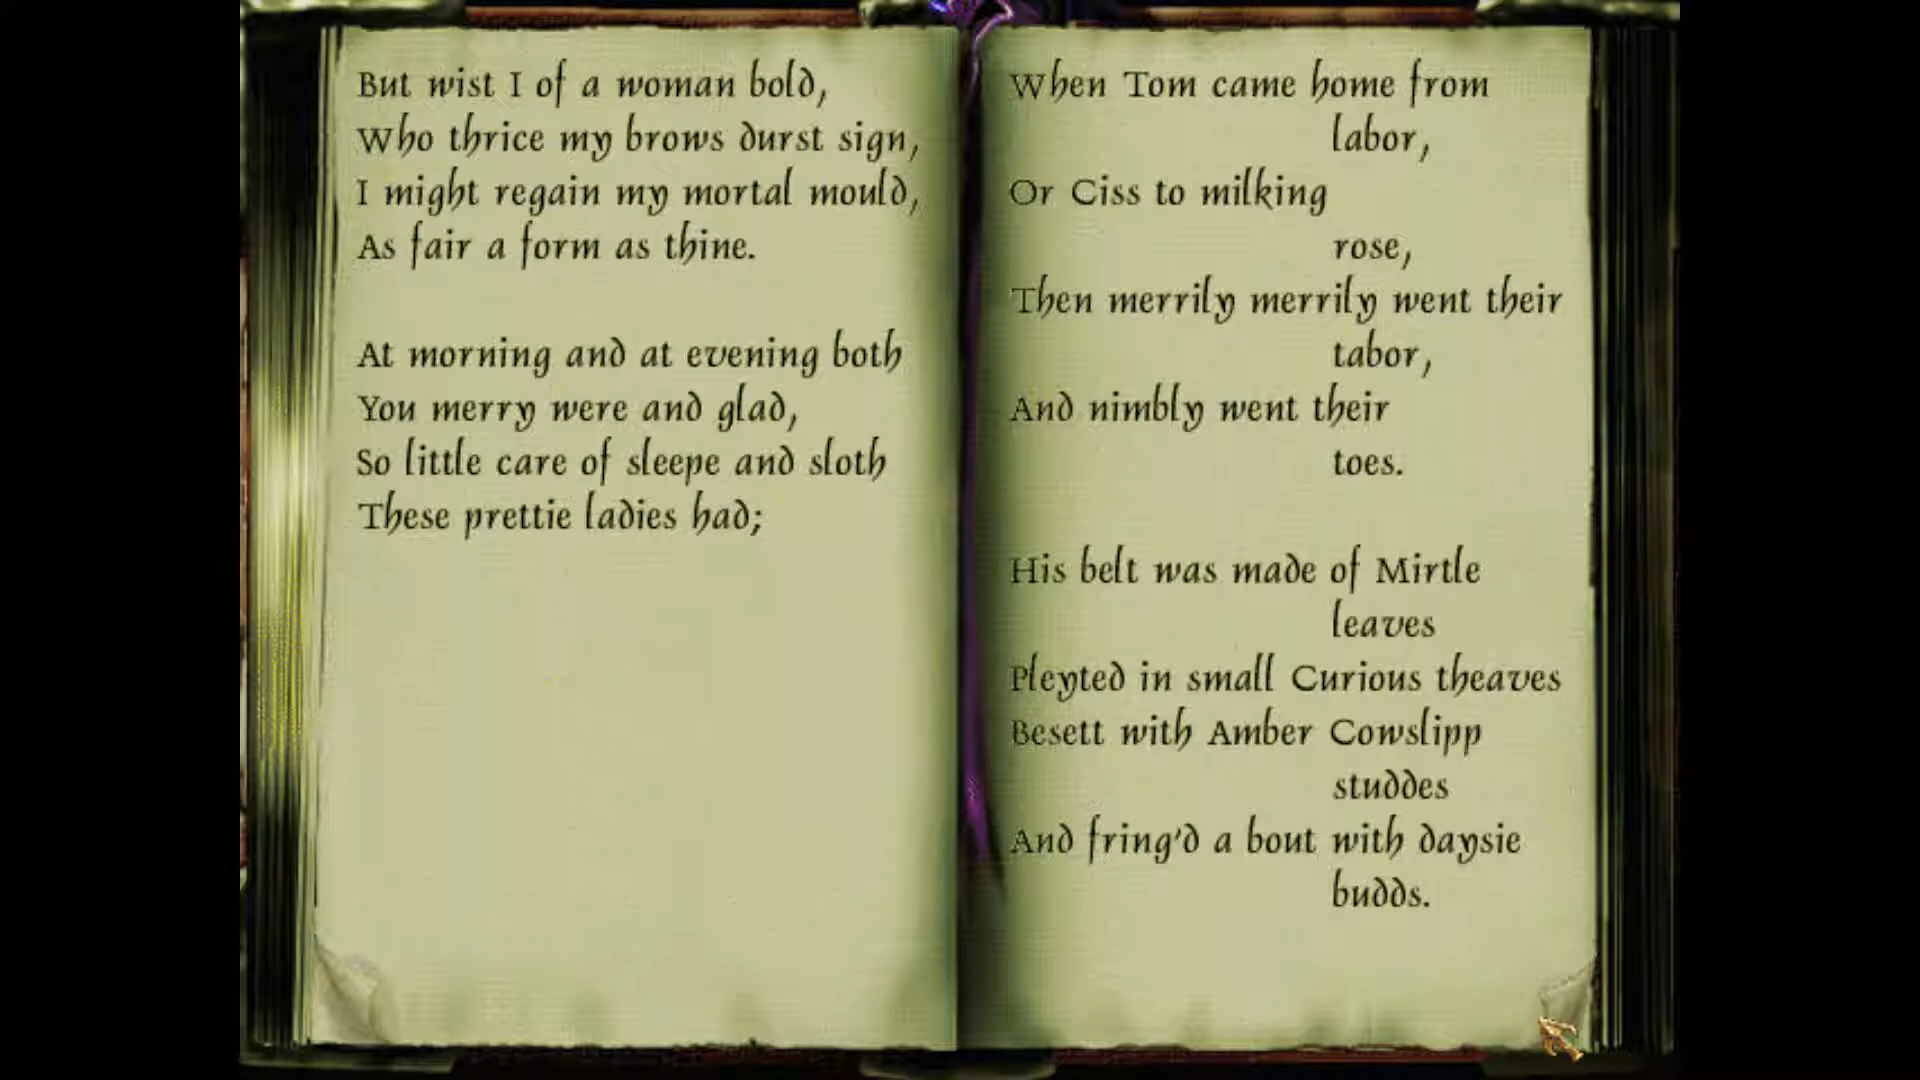 But wist I of a woman bold,
Who thrice my brows durst sign,
I might regain my mortal mould,
As fair a form as thine.
At morning and at evening both
You merry were and glad,
So little care of sleepe and sloth
These prettie ladies had;
When Tom came home from
labor,
Or Ciss to milking
rose,
Then merrily merrily went their
tabor,
And nimbly went their
toes.
His belt was made of Mirtle
leaves
Pleyted in small Curious theaves
Besett with Amber Cowslipp
studdes
And fring'd a bout with daysie
budds.